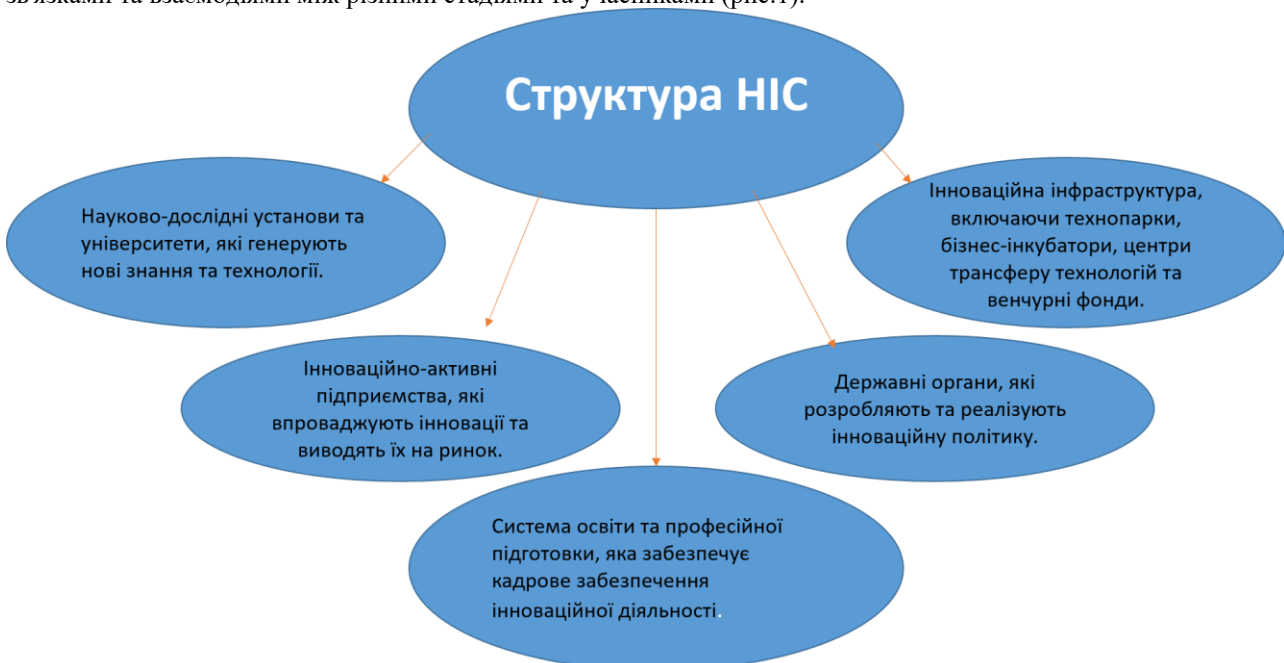 зв'язками та взаємодіями між різними стадіями та учасниками (рис.1).
Структура НІС
Науково-дослідні установи та
університети, які генерують
нові знання та технології.
Інноваційна інфраструктура,
включаючи технопарки,
бізнес-інкубатори, центри
трансферу технологій та
венчурні фонди.
Інноваційно-активні
підприємства, які
впроваджують інновації та
виводять їх на ринок.
Державні органи, які
розробляють та реалізують
інноваційну політику.
Система освіти та професійної
підготовки, яка забезпечує
кадрове забезпечення
інноваційної діяльності.